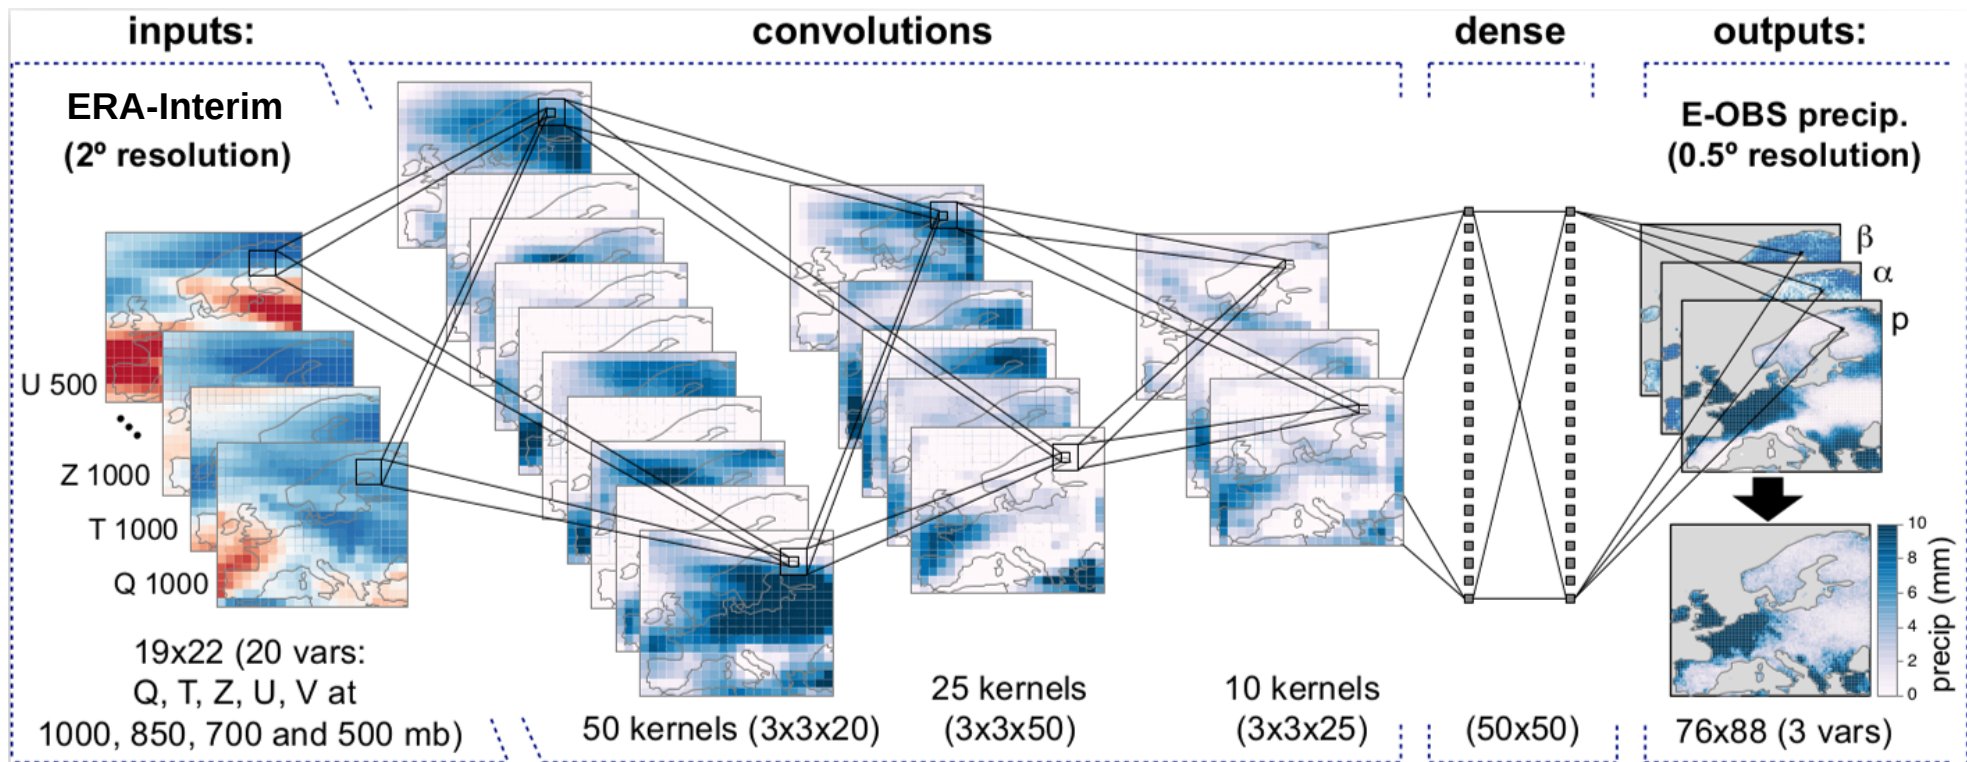 inputs:
convolutions
dense
outputs:
ERA-Interim
(2º resolution)
U 500
Z 1000
T 1000
Q 1000
19x22 (20 vars:
Q, T, Z, U, V at
1000, 850, 700 and 500 mb)
50 kernels (3x3x20)
25 kernels
(3x3x50)
10 kernels
(3x3x25)
(50x50)
E-OBS precip.
(0.5º resolution)
β
α
p
10
8
6
4
2
0
precip (mm)
76x88 (3 vars)